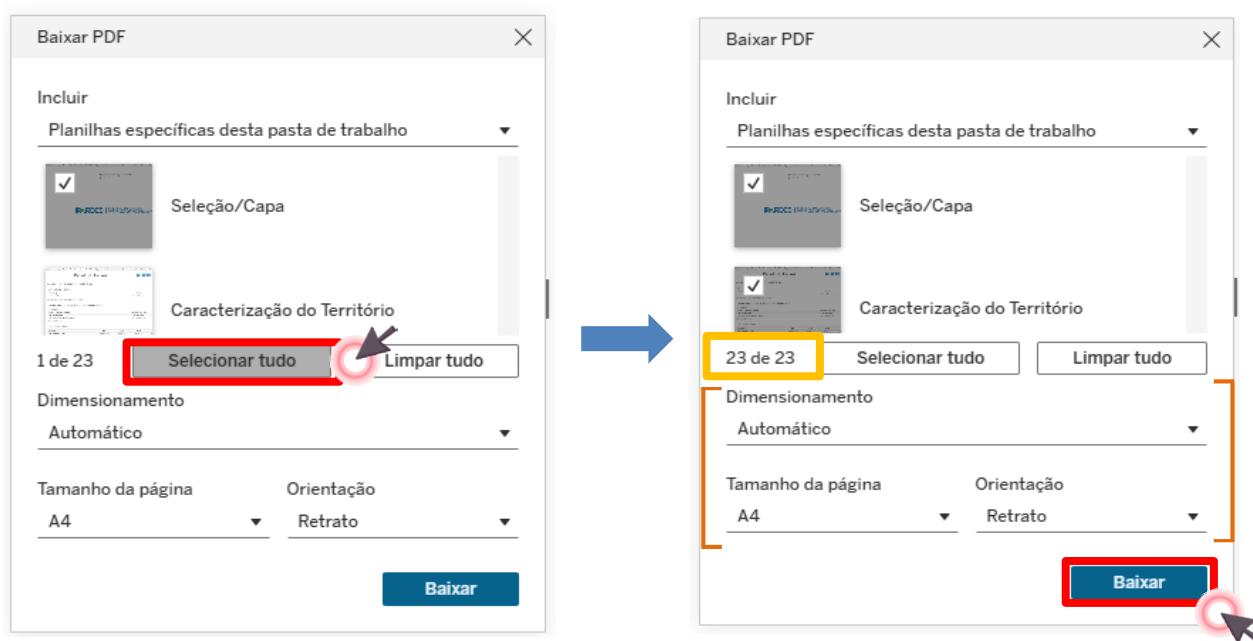 Baixar PDF
Incluir
Planilhas específicas desta pasta de trabalho
Seleção/Capa
Caracterização do Território
1 de 23
Selecionar tudo
Limpar tudo
Dimensionamento
Automático
Tamanho da página
Orientação
A4
Retrato
Baixar
Baixar PDF
Incluir
Planilhas específicas desta pasta de trabalho
Seleção/Capa
Caracterização do Território
23 de 23
Selecionar tudo
Limpar tudo
Dimensionamento
Automático
Tamanho da página
Orientação
A4
Retrato
Baixar